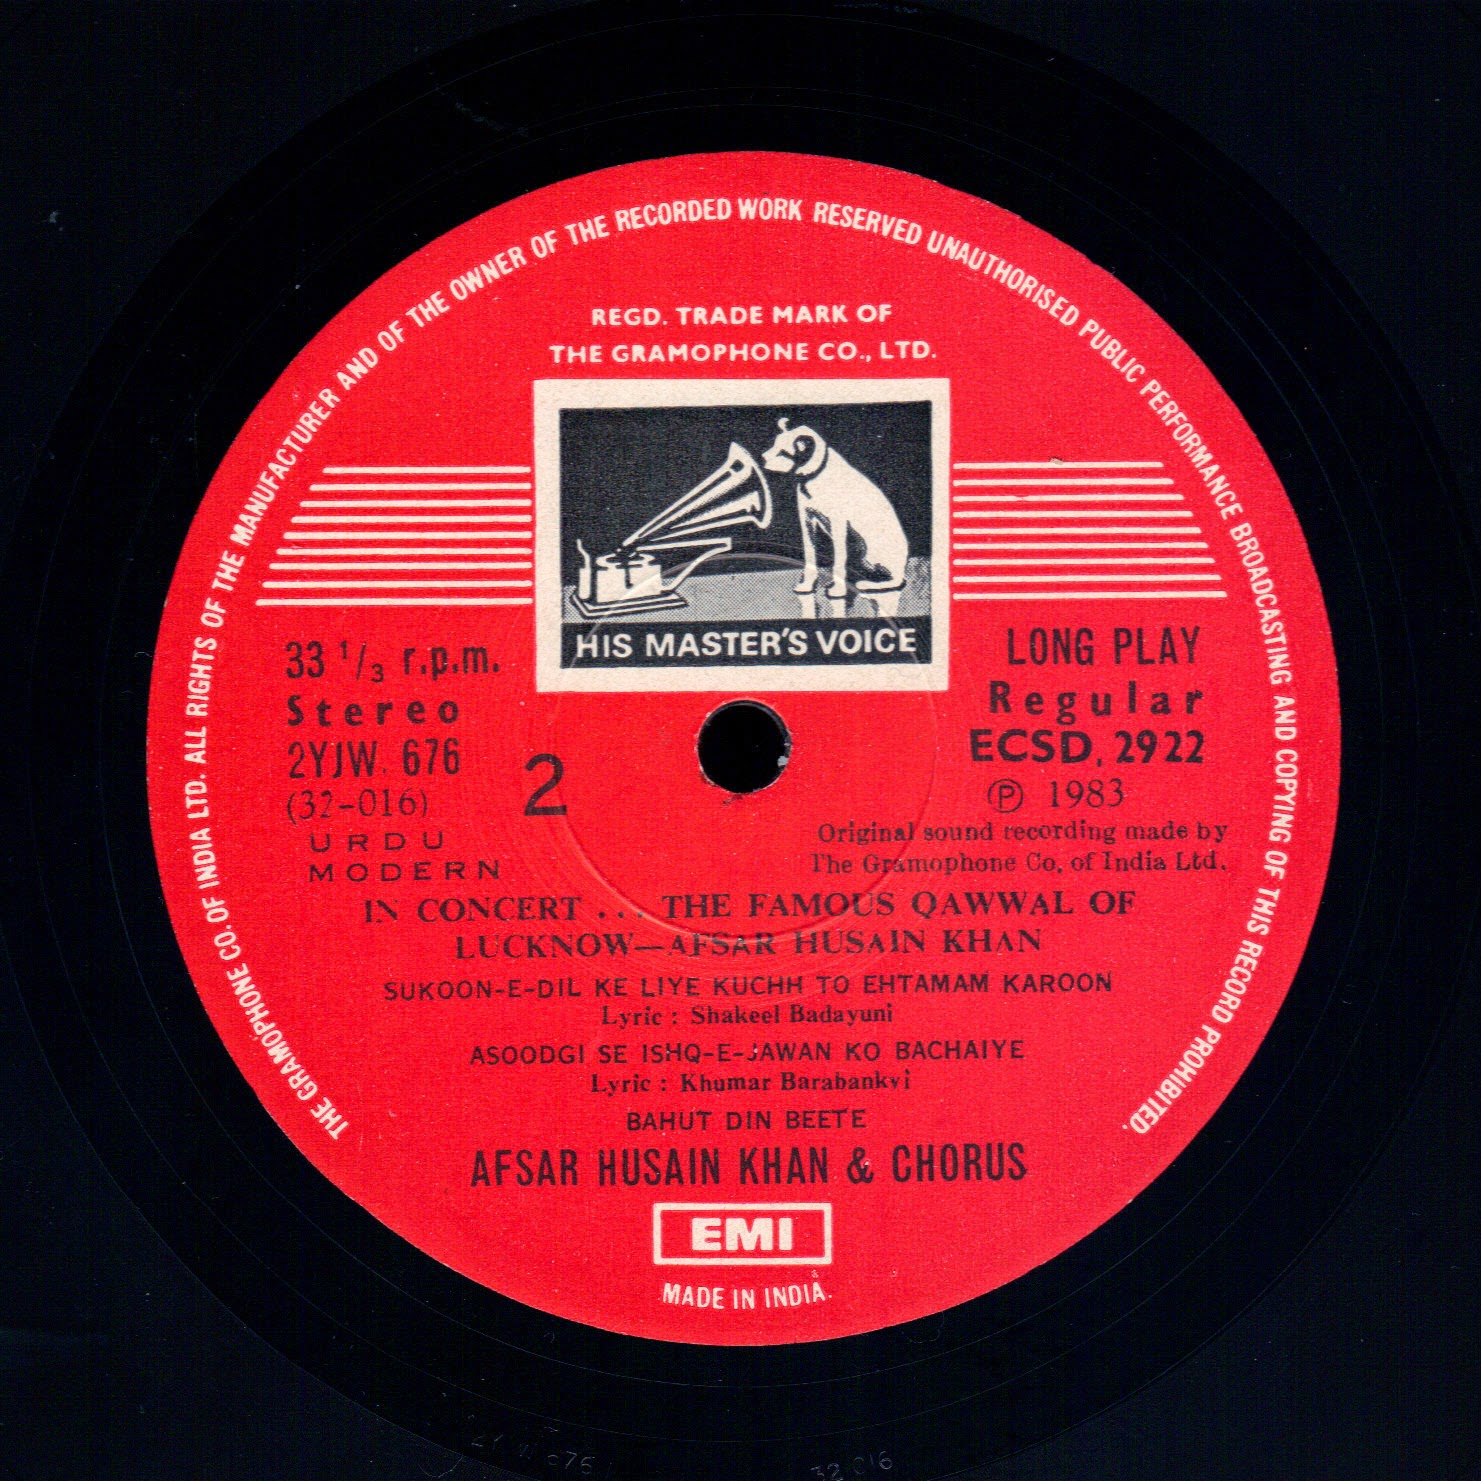 THE GRAMOPHONE CO. OF INDIA LTD. ALL RIGHTS OF THE MANUFACTURER AND OF THE OWNER OF THE RECORDED WORK RESERVED UNAUTHORISED PUBLIC PERFORMANCE BROADCASTING AND COPYING OF THIS RECORD PROHIBITED.
REGD. TRADE MARK OF
THE GRAMOPHONE CO., LTD.
HIS MASTER'S VOICE
33 1/3 r.p.m.
Stereo
2YJW. 676
(32-016)
URDU
MODERN
2
LONG PLAY
Regular
ECSD, 2922
Ⓟ 1983
Original sound recording made by
The Gramophone Co, of India Ltd.
IN CONCERT . . . THE FAMOUS QAWWAL OF
LUCKNOW—AFSAR HUSAIN KHAN
SUKOON-E-DIL KE LIYE KUCHH TO EHTAMAM KAROON
Lyric : Shakeel Badayuni
ASOODGI SE ISHQ-E-JAWAN KO BACHAIYE
Lyric : Khumar Barabankvi
BAHUT DIN BEETE
AFSAR HUSAIN KHAN & CHORUS
EMI
MADE IN INDIA.
32 016